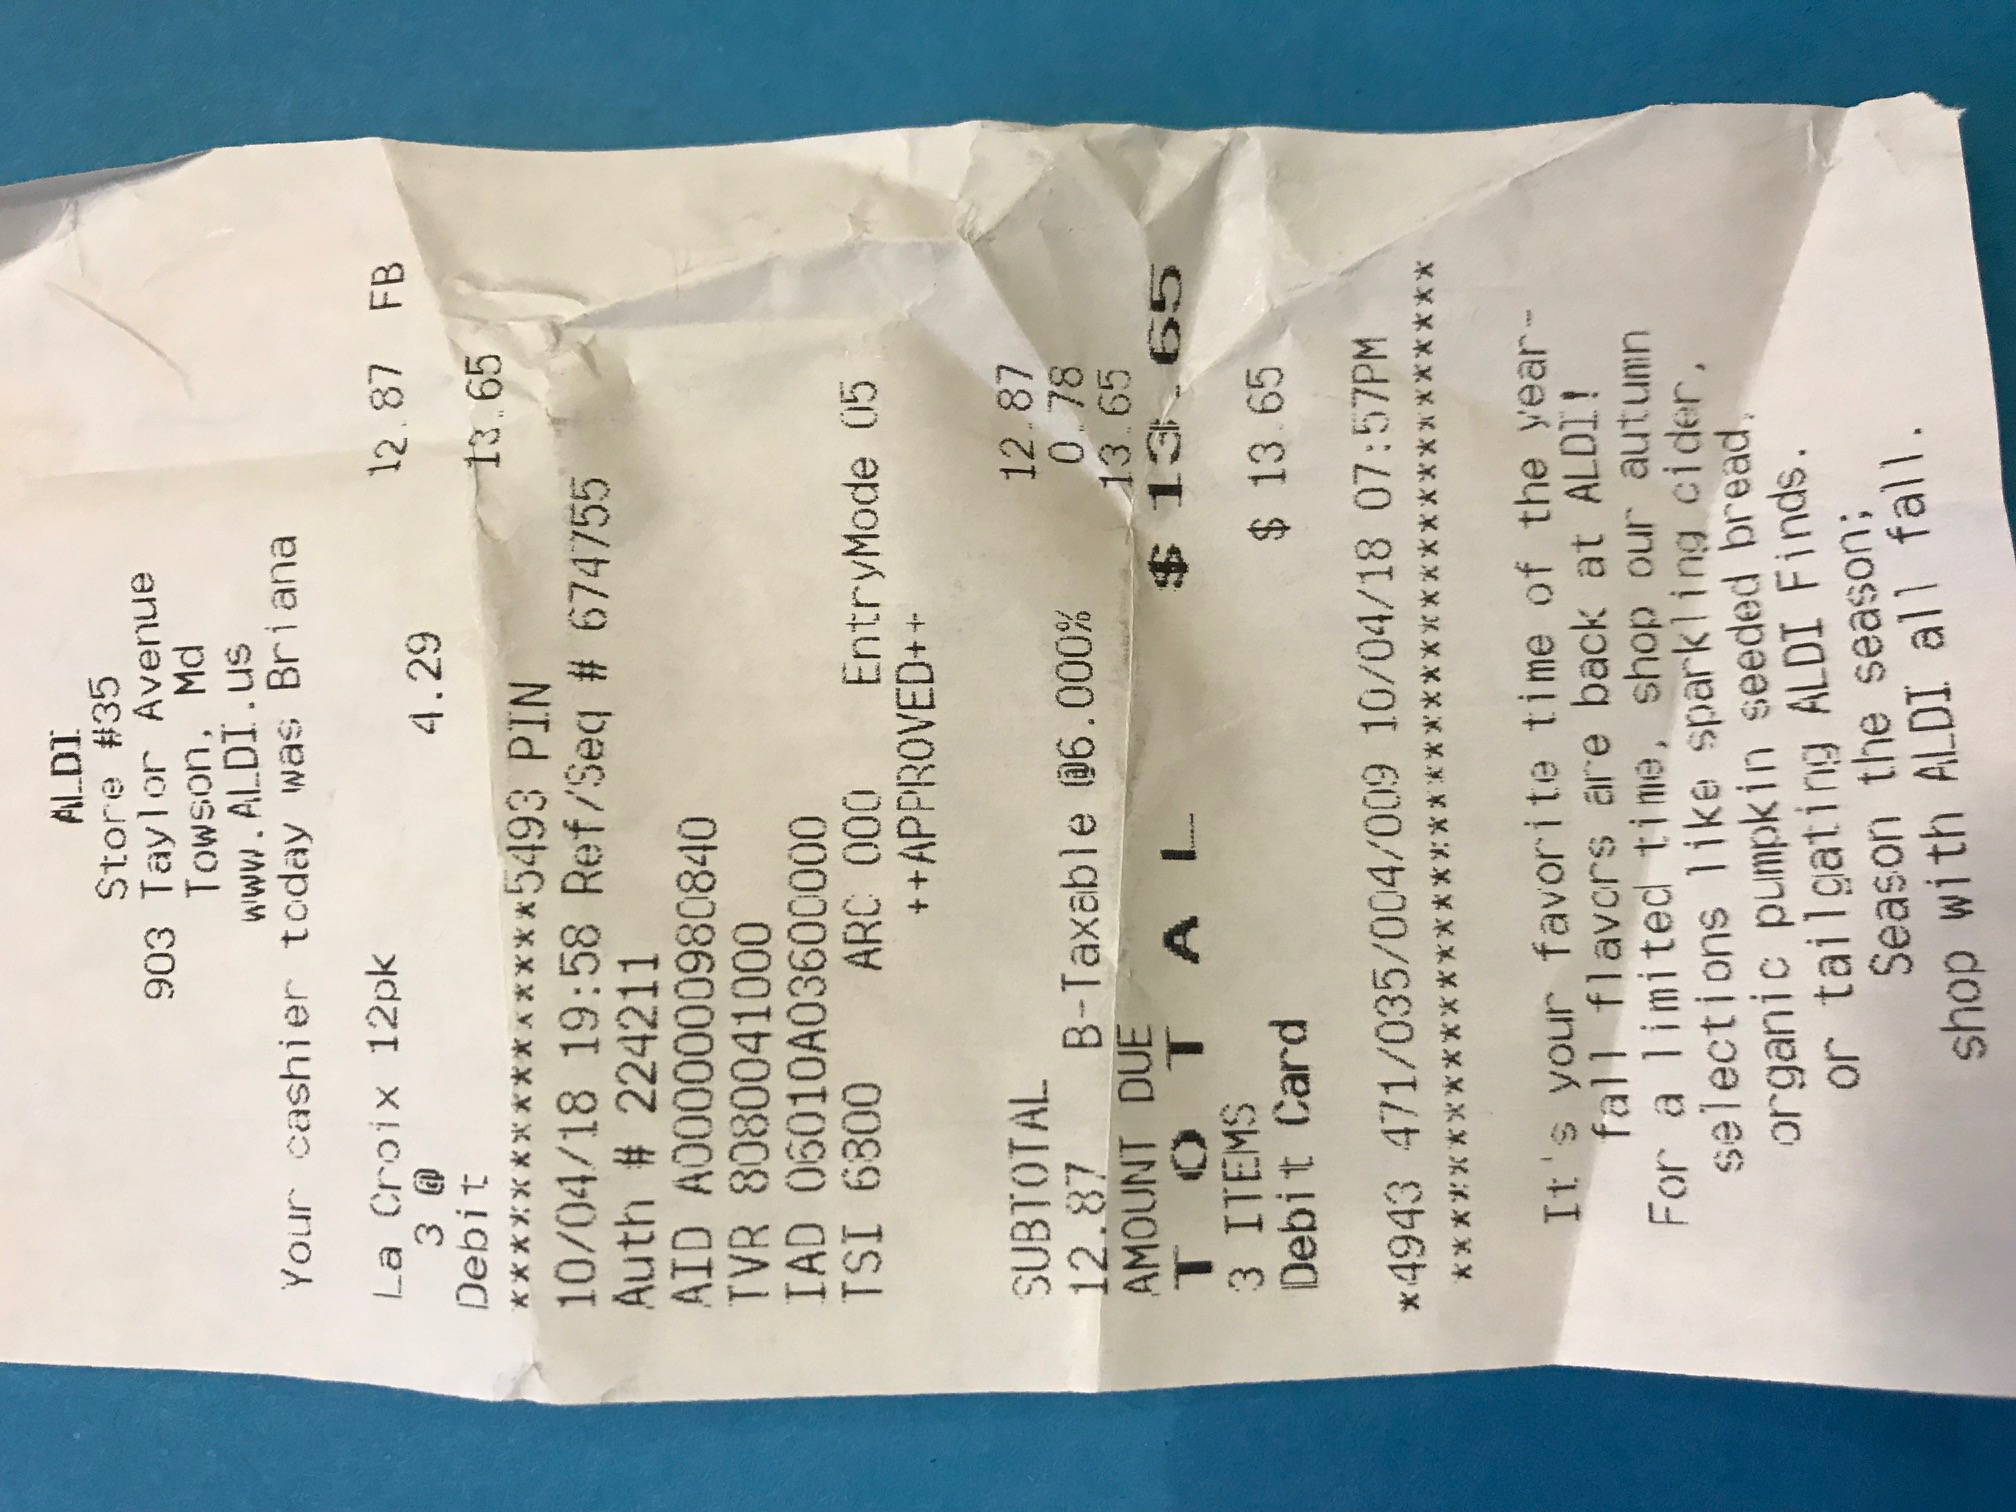 ALDI
Store #35
903 Taylor Avenue
Towson, Md
www.ALDI.us
Your cashier today was Briana
La Croix 12pk 12.87 FB
3 @ 4.29
Debit 13.65
***************5493 PIN
10/04/18 19:58 Ref/Seq # 674755
Auth # 224211
AID A0000000980840
TVR 8080041000
IAD 06010A03600000
TSI 6800 ARC 000 EntryMode 05
++APPROVED++
SUBTOTAL 12.87
12.87 B-Taxable @6.000% 0.78
AMOUNT DUE 13.65
T O T A L $ 13.65
3 ITEMS
Debit Card $ 13.65
*4943 471/035/004/009 10/04/18 07:57PM
****************************************
It's your favorite time of the year-
fall flavors are back at ALDI!
For a limited time, shop our autumn
selections like sparkling cider,
organic pumpkin seeded bread,
or tailgating ALDI Finds.
Season the season;
shop with ALDI all fall.